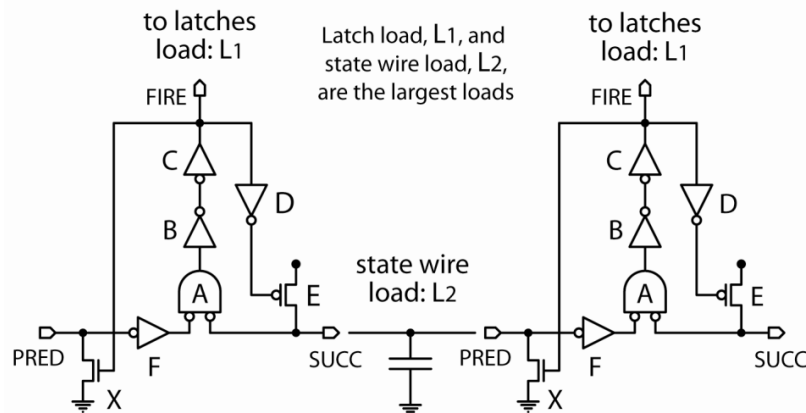 to latches
load: L1
Latch load, L1, and
state wire load, L2,
are the largest loads
to latches
load: L1
FIRE
FIRE
C
C
D
D
B
B
A
E
A
E
state wire
load: L2
PRED
F
SUCC
PRED
F
SUCC
X
X